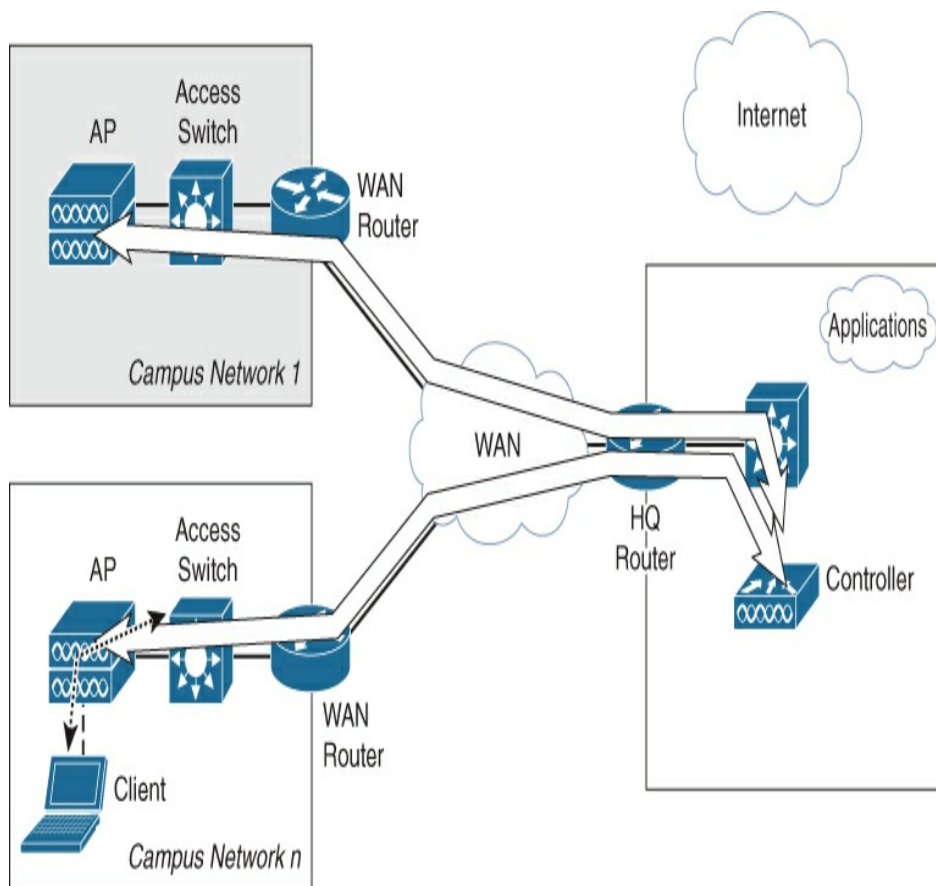 Internet
AP
Access
Switch
WAN
Router
Campus Network 1
Applications
WAN
HQ
Router
Controller
AP
Access
Switch
WAN
Router
Client
Campus Network n